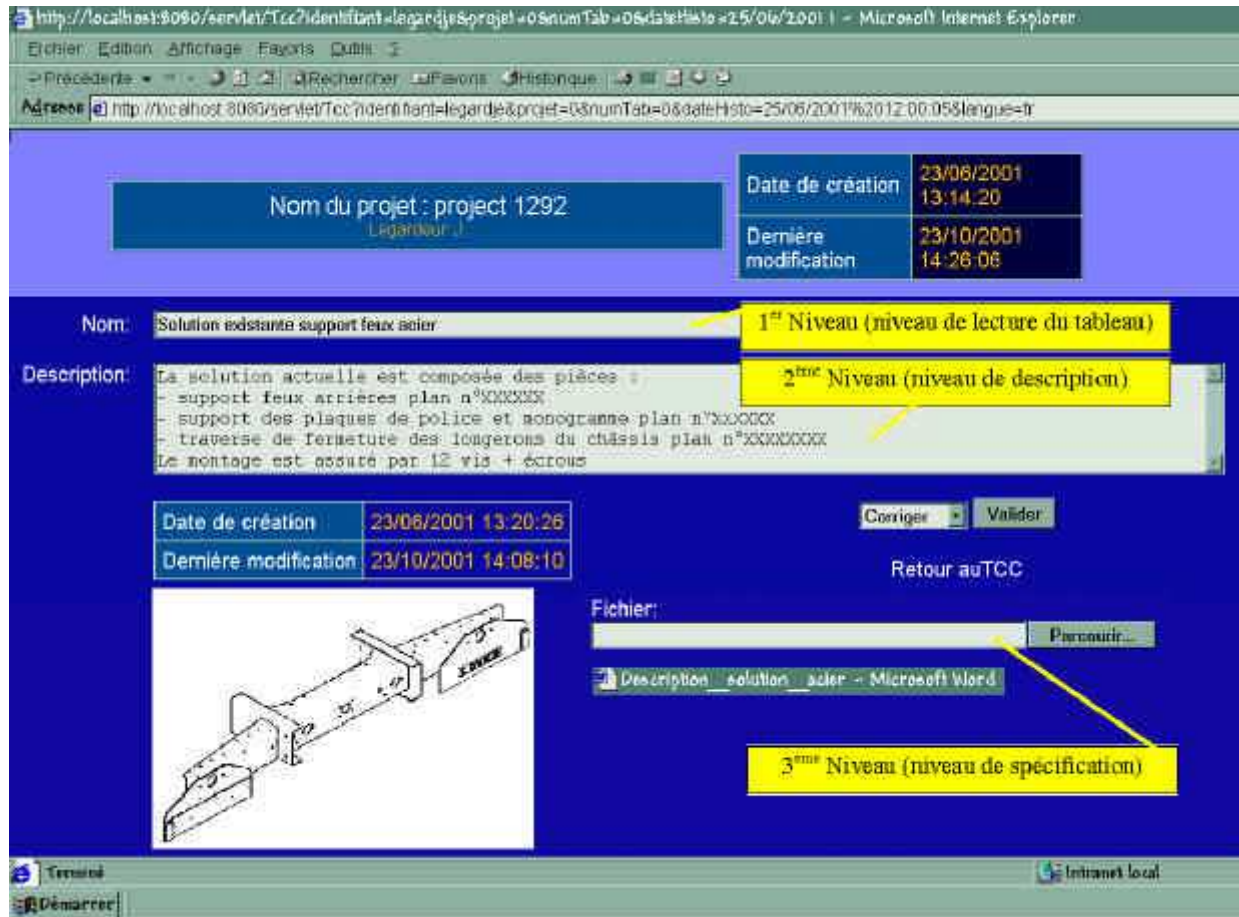 http://localhost:8080/servlet/Tcc?identifiant=legardje&projet=0&numTab=0&dateHisto=25/06/2001 1 - Microsoft Internet Explorer
Fichier Edition Affichage Favoris Outils ?
Précédente Rechercher Favoris Historique
Adresse http://localhost:8080/servlet/Tcc?identifiant=legardje&projet=0&numTab=0&dateHisto=25/06/2001%2012:00:05&langue=fr
Nom du projet : project 1292
Legardeur J.
Date de création 23/06/2001 13:14:20
Dernière modification 23/10/2001 14:26:06
Nom: Solution existante support feux acier
1er Niveau (niveau de lecture du tableau)
Description: La solution actuelle est composée des pièces :
- support feux arrières plan n°XXXXXX
- support des plaques de police et monogramme plan n°XXXXXX
- traverse de fermeture des longerons du châssis plan n°XXXXXXXX
Le montage est assuré par 12 vis + écrous
2ème Niveau (niveau de description)
Date de création 23/06/2001 13:20:26
Dernière modification 23/10/2001 14:08:10
Corriger Valider
Retour auTCC
Fichier:
Parcourir...
Description_solution_acier - Microsoft Word
3ème Niveau (niveau de spécification)
Terminé Intranet local
Démarrer